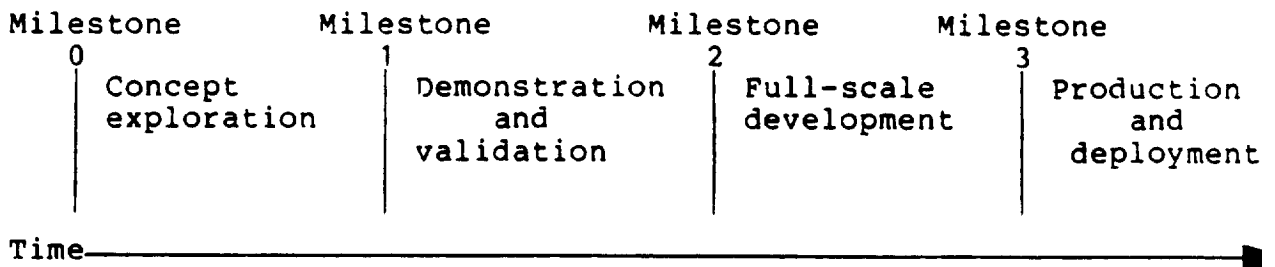 Milestone Milestone Milestone Milestone
0 1 2 3
Concept Demonstration Full-scale Production
exploration and development and
validation deployment
Time